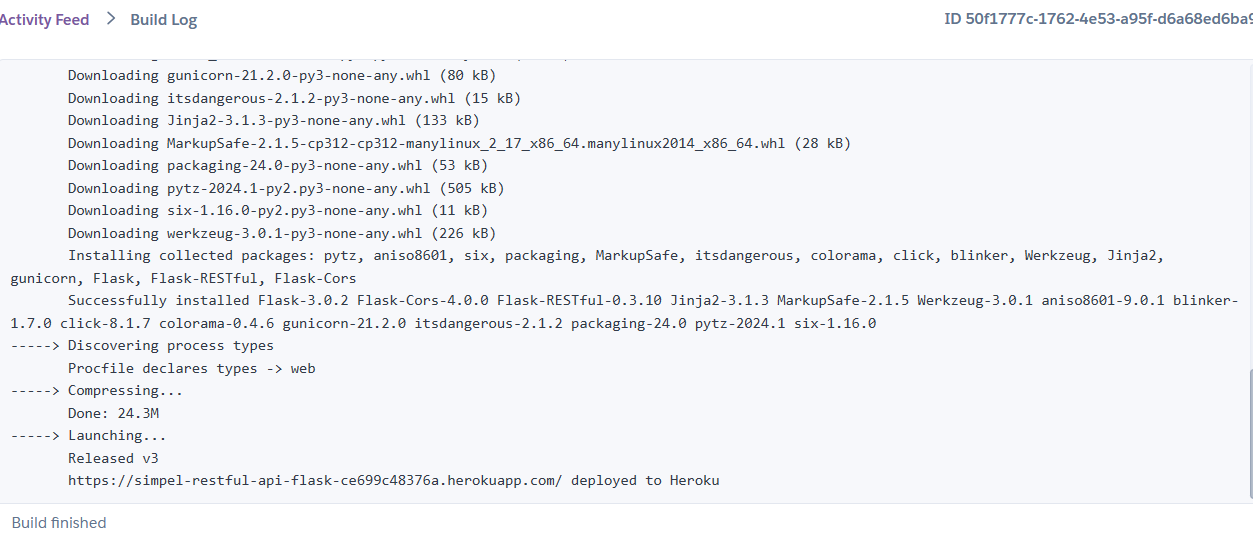 Activity Feed > Build Log
ID 50f1777c-1762-4e53-a95f-d6a68ed6ba9
Downloading gunicorn-21.2.0-py3-none-any.whl (80 kB)
Downloading itsdangerous-2.1.2-py3-none-any.whl (15 kB)
Downloading Jinja2-3.1.3-py3-none-any.whl (133 kB)
Downloading MarkupSafe-2.1.5-cp312-cp312-manylinux_2_17_x86_64.manylinux2014_x86_64.whl (28 kB)
Downloading packaging-24.0-py3-none-any.whl (53 kB)
Downloading pytz-2024.1-py2.py3-none-any.whl (505 kB)
Downloading six-1.16.0-py2.py3-none-any.whl (11 kB)
Downloading werkzeug-3.0.1-py3-none-any.whl (226 kB)
Installing collected packages: pytz, aniso8601, six, packaging, MarkupSafe, itsdangerous, colorama, click, blinker, Werkzeug, Jinja2,
gunicorn, Flask, Flask-RESTful, Flask-Cors
Successfully installed Flask-3.0.2 Flask-Cors-4.0.0 Flask-RESTful-0.3.10 Jinja2-3.1.3 MarkupSafe-2.1.5 Werkzeug-3.0.1 aniso8601-9.0.1 blinker-
1.7.0 click-8.1.7 colorama-0.4.6 gunicorn-21.2.0 itsdangerous-2.1.2 packaging-24.0 pytz-2024.1 six-1.16.0
-----> Discovering process types
Procfile declares types -> web
-----> Compressing...
Done: 24.3M
-----> Launching...
Released v3
https://simpel-restful-api-flask-ce699c48376a.herokuapp.com/ deployed to Heroku
Build finished